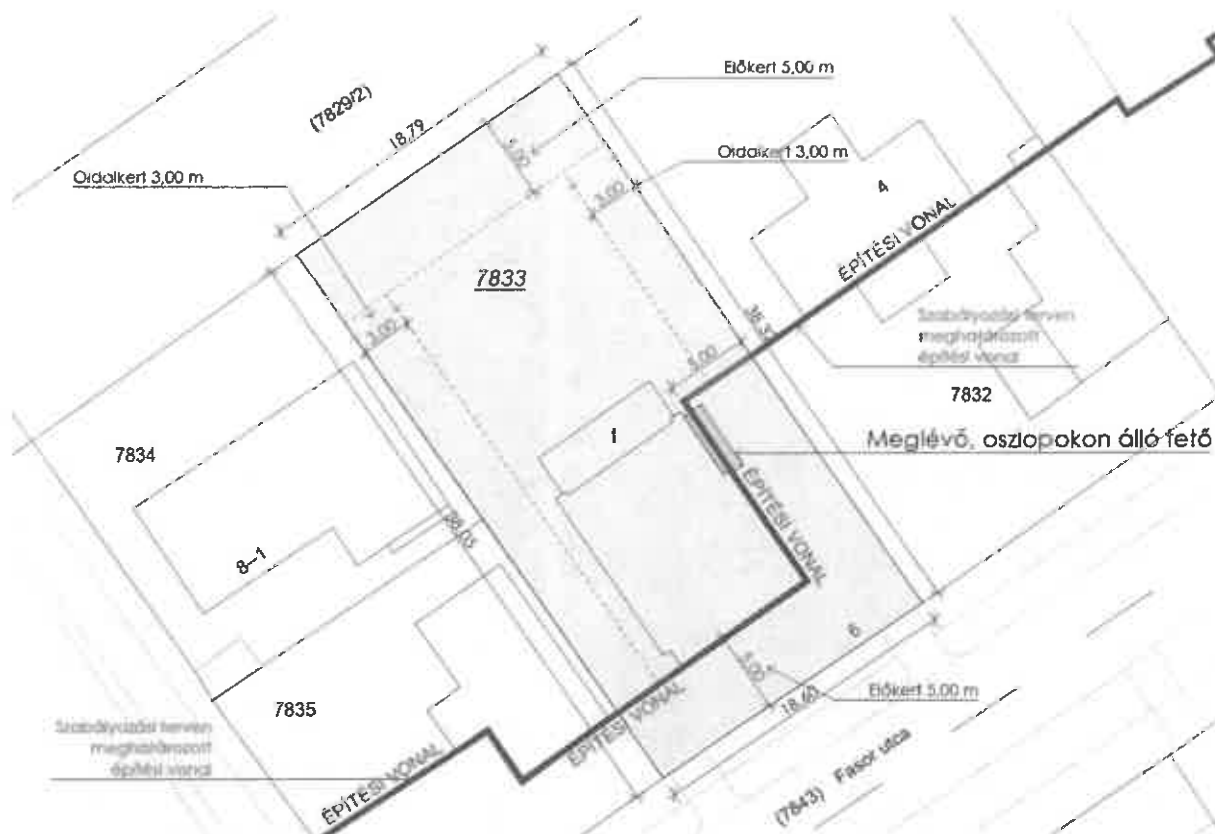 Előkert 5,00 m
(7829/2)
18,79
5,00
Oldalkert 3,00 m
Oldalkert 3,00 m
3,00
4
ÉPÍTÉSI VONAL
7833
3,00
Szabályozási terven
meghatározott
építési vonal
5,00
7832
1
Meglévő, oszlopokon álló fető
7834
ÉPÍTÉSI VONAL
8-1
38,05
6
5,00
Előkert 5,00 m
18,60
7835
ÉPÍTÉSI VONAL
Szabályozási terven
meghatározott
építési vonal
ÉPÍTÉSI VONAL
(7843) Fasor utca